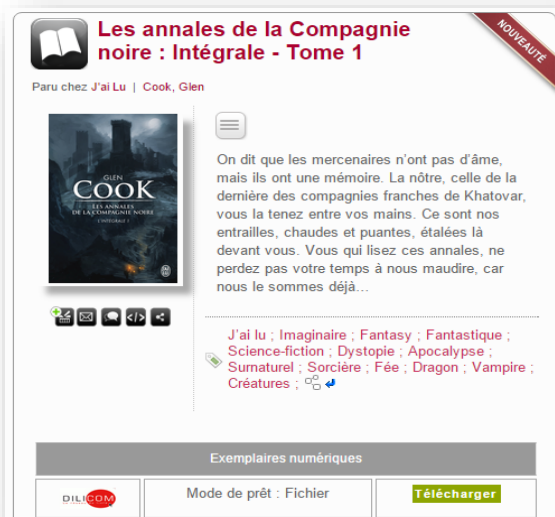 Les annales de la Compagnie
noire : Intégrale - Tome 1
NOUVEAUTÉ
Paru chez J'ai Lu | Cook, Glen
GLEN
COOK
LES ANNALES
DE LA COMPAGNIE NOIRE
L'INTÉGRALE 1
On dit que les mercenaires n'ont pas d'âme,
mais ils ont une mémoire. La nôtre, celle de la
dernière des compagnies franches de Khatovar,
vous la tenez entre vos mains. Ce sont nos
entrailles, chaudes et puantes, étalées là
devant vous. Vous qui lisez ces annales, ne
perdez pas votre temps à nous maudire, car
nous le sommes déjà…
J'ai lu ; Imaginaire ; Fantasy ; Fantastique ;
Science-fiction ; Dystopie ; Apocalypse ;
Surnaturel ; Sorcière ; Fée ; Dragon ; Vampire ;
Créatures ;
Exemplaires numériques
DILICOM
Mode de prêt : Fichier
Télécharger